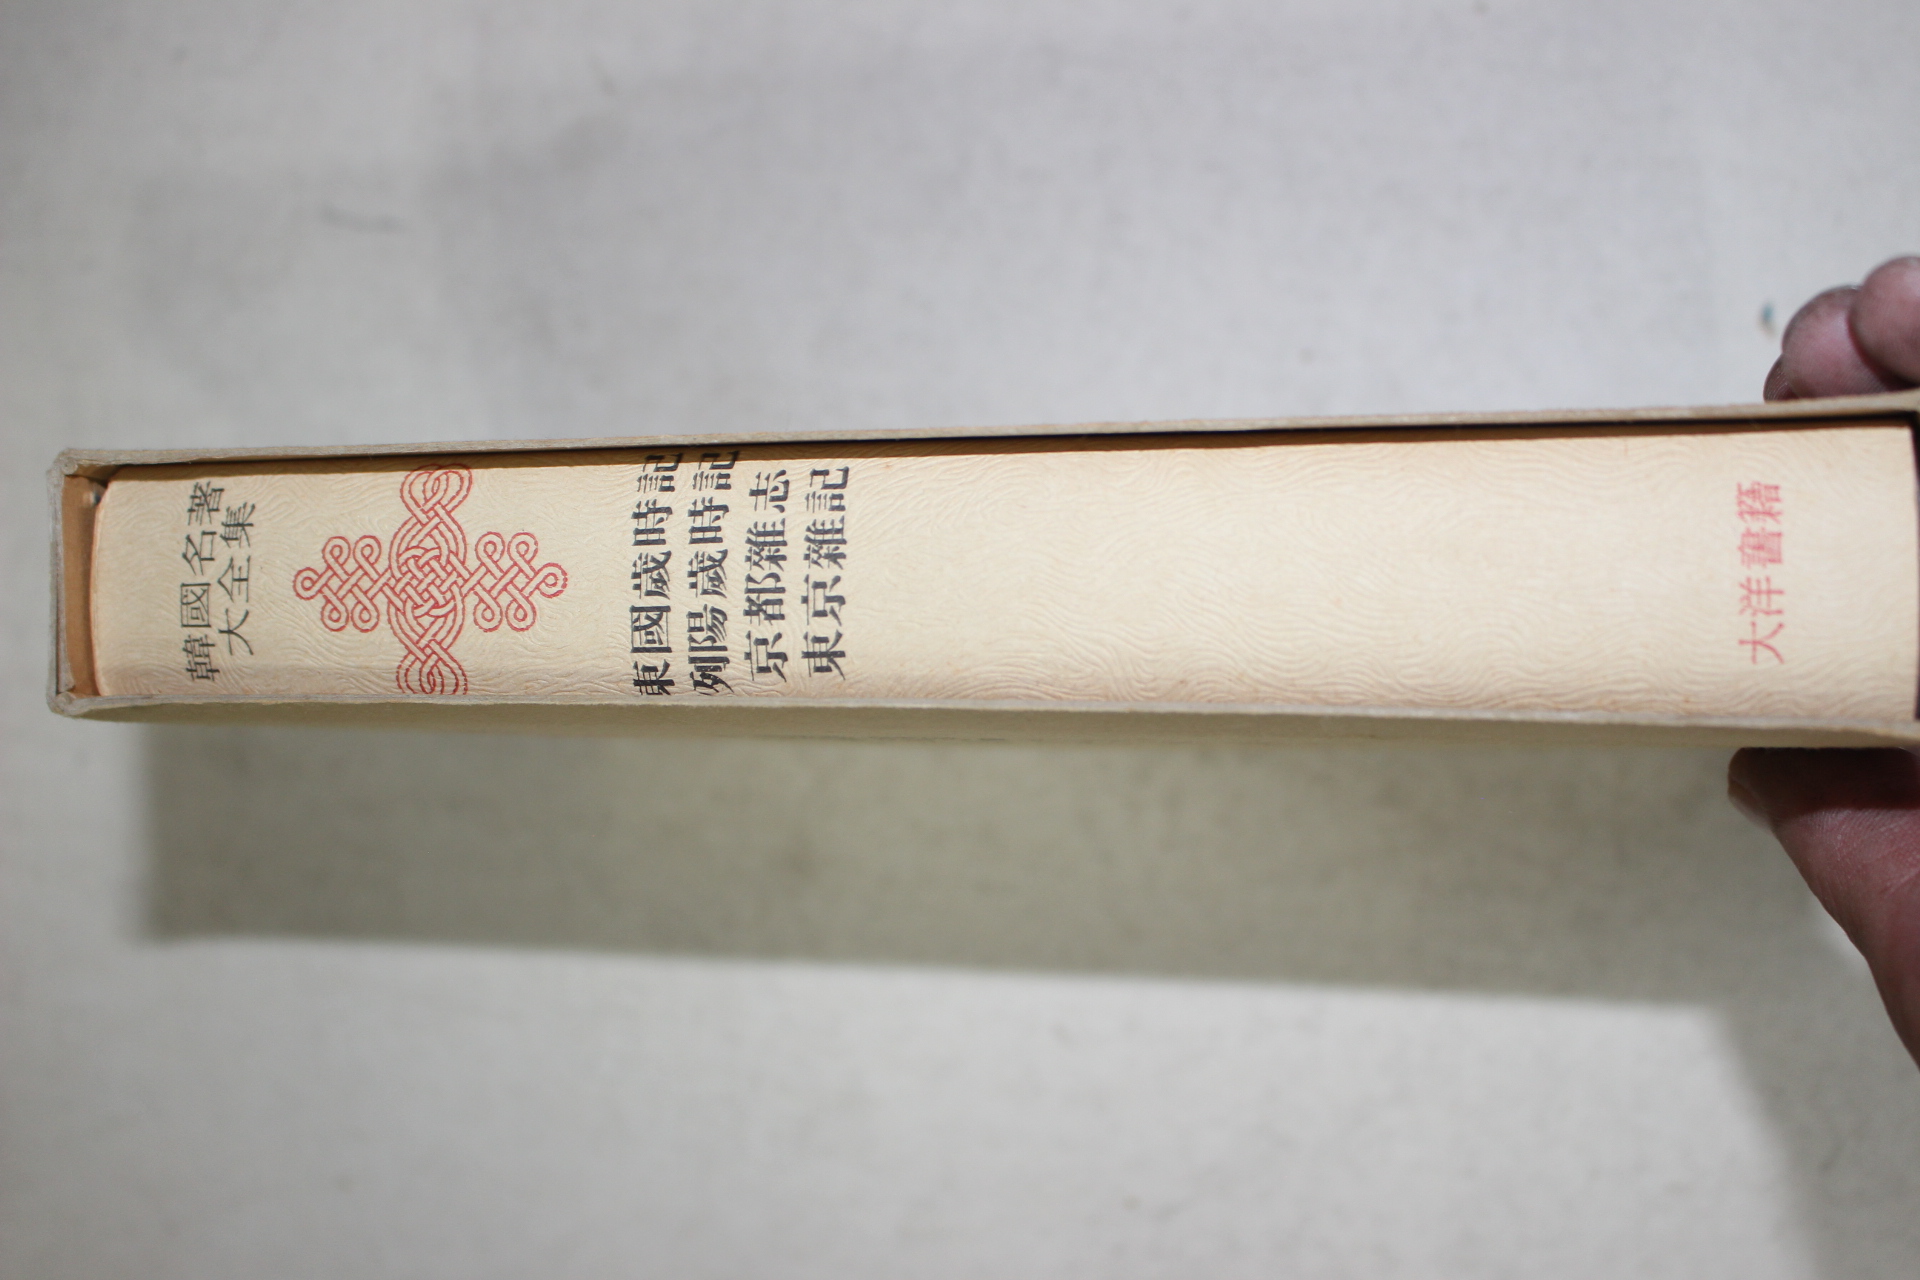 韓國名著
大全集
東國歲時記
列陽歲時記
京都雜志
東京雜記
大洋書籍